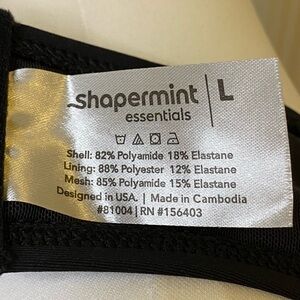 Shapermint
essentials
L
Shell: 82% Polyamide 18% Elastane
Lining: 88% Polyester 12% Elastane
Mesh: 85% Polyamide 15% Elastane
Designed in USA. | Made in Cambodia
#81004 | RN #156403